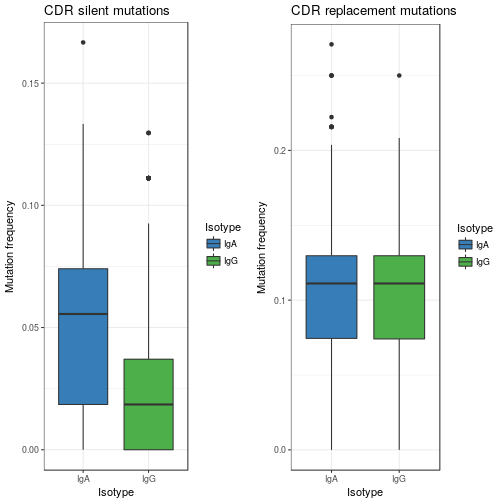 CDR silent mutations
Mutation frequency
0.15
0.10
0.05
0.00
IgA
IgG
Isotype
Isotype
IgA
IgG
CDR replacement mutations
Mutation frequency
0.2
0.1
0.0
IgA
IgG
Isotype
Isotype
IgA
IgG